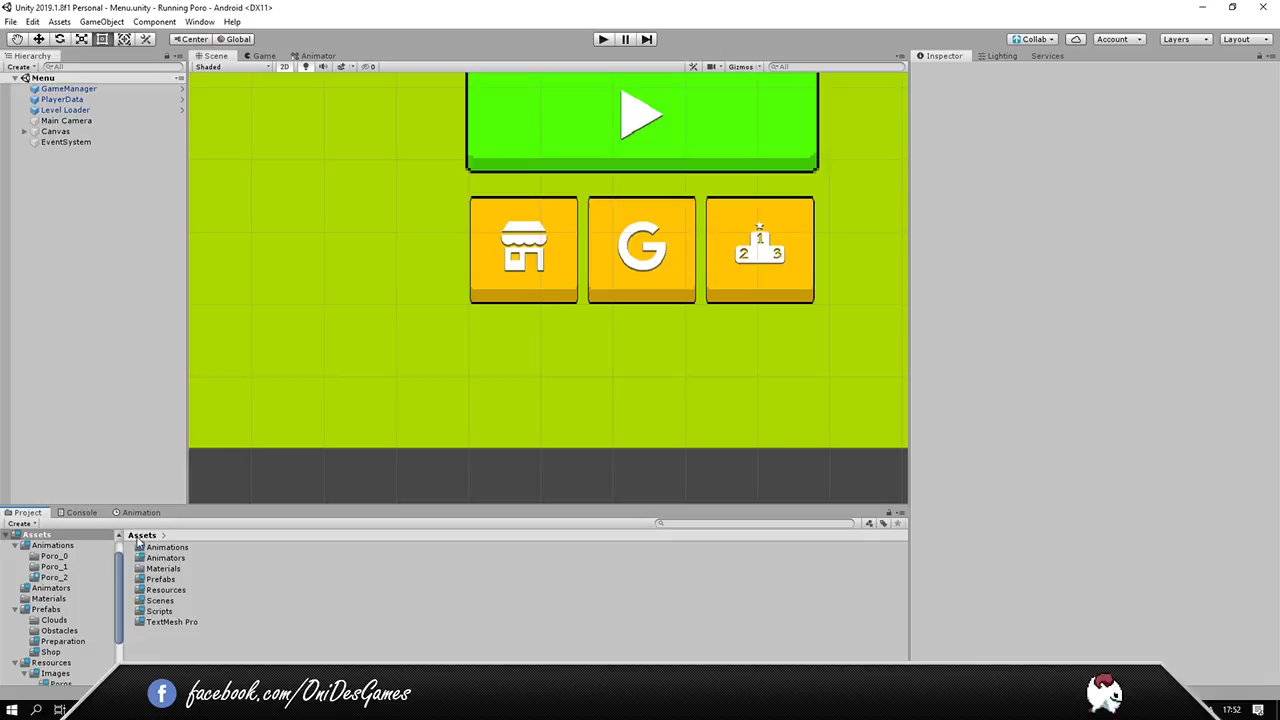 Unity 2019.1.8f1 Personal - Menu.unity - Running Poro - Android <DX11>
File Edit Assets GameObject Component Window Help
Center Global Collab Account Layers Layout
Hierarchy Scene Game Animator Inspector Lighting Services
Create All Shaded 2D 0 Gizmos All
Menu
GameManager
PlayerData
Level Loader
Main Camera
Canvas
EventSystem
G
1
2 3
Project Console Animation
Create
Assets
Animations
Poro_0
Poro_1
Poro_2
Animators
Materials
Prefabs
Clouds
Obstacles
Preparation
Shop
Resources
Images
Poros
Assets
Animations
Animators
Materials
Prefabs
Resources
Scenes
Scripts
TextMesh Pro
f facebook.com/OniDesGames
17:52